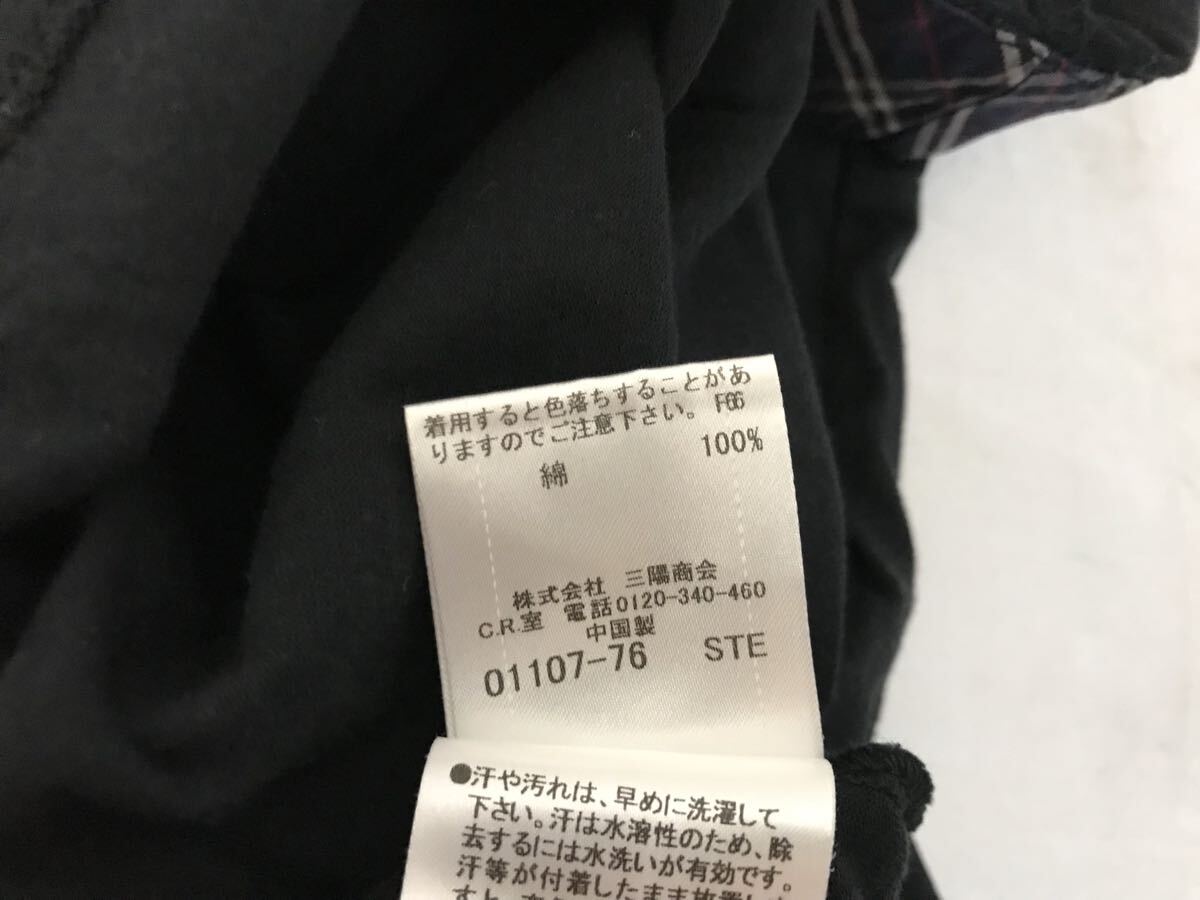 着用すると色落ちすることがあ
りますのでご注意下さい。 F66
綿 100%
株式会社 三陽商会
C.R.室 電話0120-340-460
中国製
01107-76 STE
●汗や汚れは、早めに洗濯して
下さい。汗は水溶性のため、除
去するには水洗いが有効です。
汗等が付着したまま放置しま
すと、